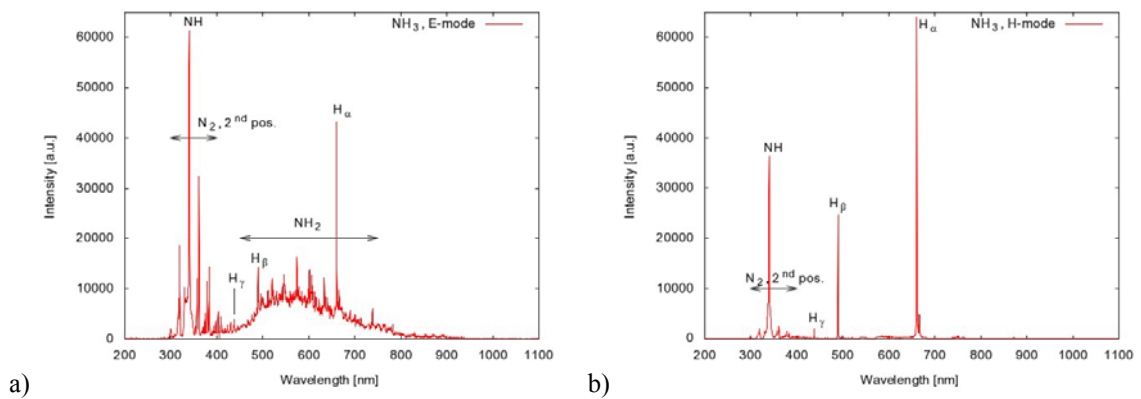 NH
NH₃, E-mode
60000
50000
Hα
N₂, 2ⁿᵈ pos.
40000
Intensity [a.u.]
30000
NH₂
20000
Hβ
Hγ
10000
0
200 300 400 500 600 700 800 900 1000 1100
Wavelength [nm]
a)
Hα
NH₃, H-mode
60000
50000
40000
NH
Intensity [a.u.]
30000
Hβ
20000
N₂, 2ⁿᵈ pos.
10000
Hγ
0
200 300 400 500 600 700 800 900 1000 1100
Wavelength [nm]
b)